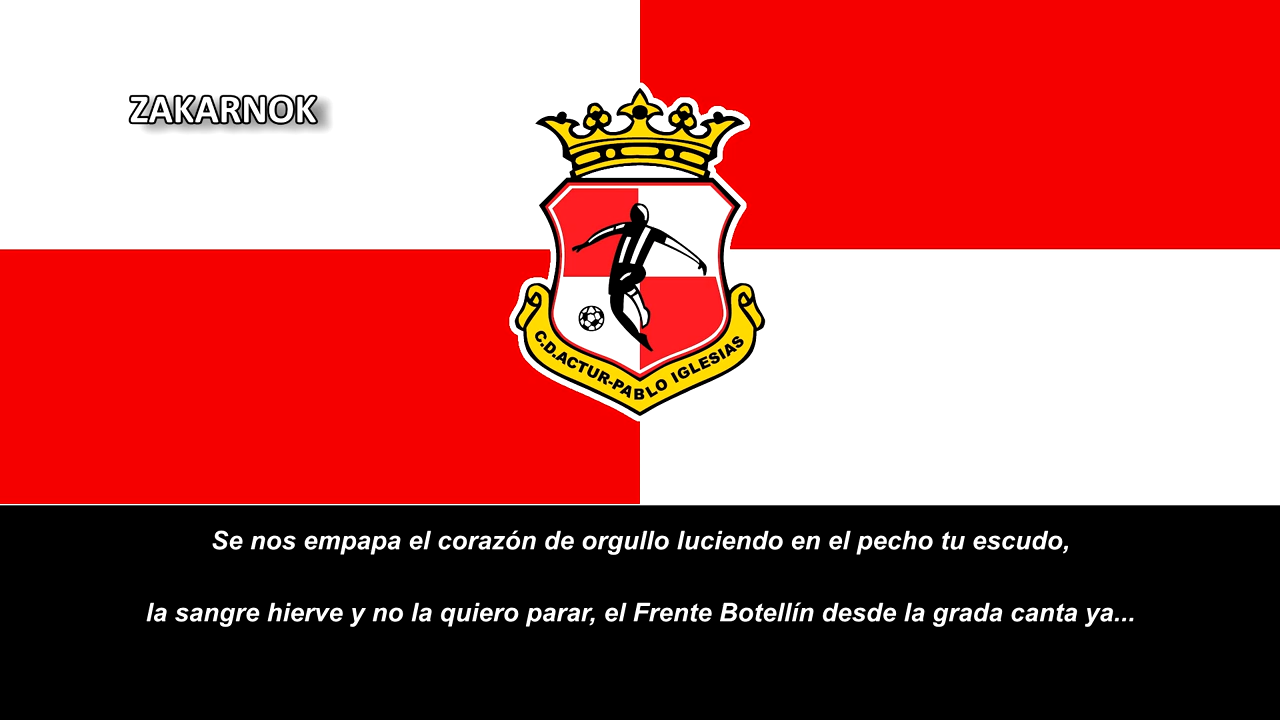 ZAKARNOK
C.D.ACTUR-PABLO IGLESIAS
Se nos empapa el corazón de orgullo luciendo en el pecho tu escudo,
la sangre hierve y no la quiero parar, el Frente Botellín desde la grada canta ya...